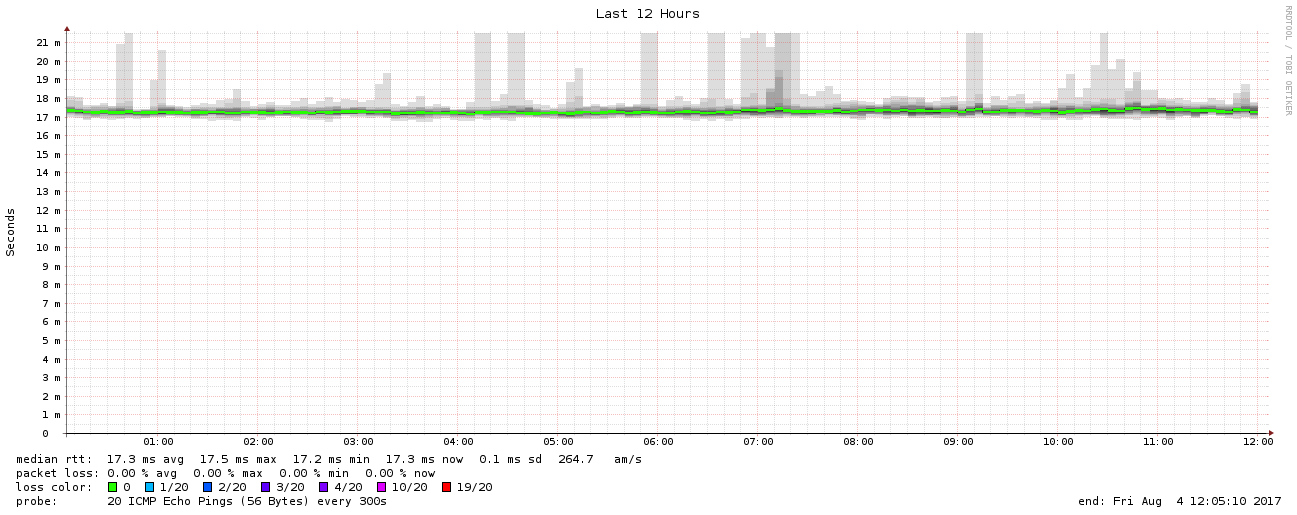 Last 12 Hours
RRDTOOL / TOBI OETIKER
Seconds
21 m
20 m
19 m
18 m
17 m
16 m
15 m
14 m
13 m
12 m
11 m
10 m
9 m
8 m
7 m
6 m
5 m
4 m
3 m
2 m
1 m
0
01:00 02:00 03:00 04:00 05:00 06:00 07:00 08:00 09:00 10:00 11:00 12:00
median rtt: 17.3 ms avg 17.5 ms max 17.2 ms min 17.3 ms now 0.1 ms sd 264.7 am/s
packet loss: 0.00 % avg 0.00 % max 0.00 % min 0.00 % now
loss color: 0 1/20 2/20 3/20 4/20 10/20 19/20
probe: 20 ICMP Echo Pings (56 Bytes) every 300s
end: Fri Aug 4 12:05:10 2017